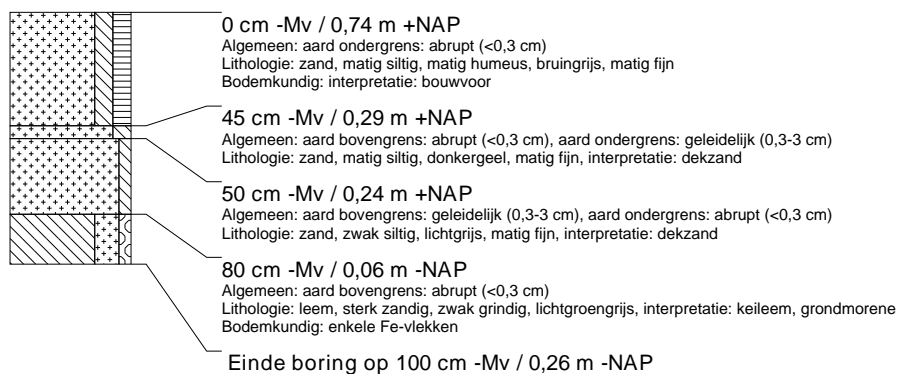 0 cm -Mv / 0,74 m +NAP
Algemeen: aard ondergrens: abrupt (<0,3 cm)
Lithologie: zand, matig siltig, matig humeus, bruingrijs, matig fijn
Bodemkundig: interpretatie: bouwvoor
45 cm -Mv / 0,29 m +NAP
Algemeen: aard bovengrens: abrupt (<0,3 cm), aard ondergrens: geleidelijk (0,3-3 cm)
Lithologie: zand, matig siltig, donkergeel, matig fijn, interpretatie: dekzand
50 cm -Mv / 0,24 m +NAP
Algemeen: aard bovengrens: geleidelijk (0,3-3 cm), aard ondergrens: abrupt (<0,3 cm)
Lithologie: zand, zwak siltig, lichtgrijs, matig fijn, interpretatie: dekzand
80 cm -Mv / 0,06 m -NAP
Algemeen: aard bovengrens: abrupt (<0,3 cm)
Lithologie: leem, sterk zandig, zwak grindig, lichtgroengrijs, interpretatie: keileem, grondmorene
Bodemkundig: enkele Fe-vlekken
Einde boring op 100 cm -Mv / 0,26 m -NAP